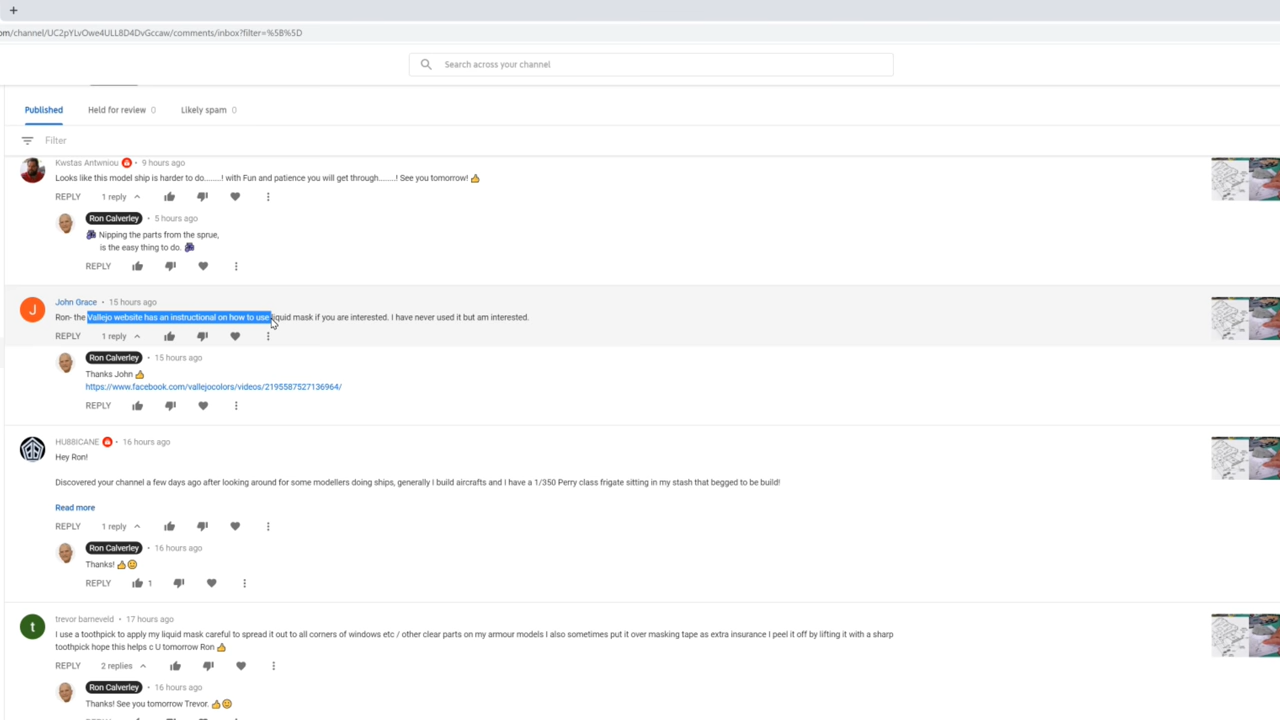 om/channel/UC2pYLvOwe4ULL8D4DvGccaw/comments/inbox?filter=%5B%5D
Search across your channel
Published Held for review 0 Likely spam 0
Filter
Kwstas Antwniou • 9 hours ago
Looks like this model ship is harder to do........! with Fun and patience you will get through........! See you tomorrow! 👍
REPLY 1 reply
Ron Calverley • 5 hours ago
Nipping the parts from the sprue,
is the easy thing to do.
REPLY
J
John Grace • 15 hours ago
Ron- the Vallejo website has an instructional on how to use liquid mask if you are interested. I have never used it but am interested.
REPLY 1 reply
Ron Calverley • 15 hours ago
Thanks John 👍
https://www.facebook.com/vallejocolors/videos/2195587527136964/
REPLY
HU88ICANE • 16 hours ago
Hey Ron!
Discovered your channel a few days ago after looking around for some modellers doing ships, generally I build aircrafts and I have a 1/350 Perry class frigate sitting in my stash that begged to be build!
Read more
REPLY 1 reply
Ron Calverley • 16 hours ago
Thanks! 👍🙂
REPLY 1
t
trevor barneveld • 17 hours ago
I use a toothpick to apply my liquid mask careful to spread it out to all corners of windows etc / other clear parts on my armour models I also sometimes put it over masking tape as extra insurance I peel it off by lifting it with a sharp
toothpick hope this helps c U tomorrow Ron 👍
REPLY 2 replies
Ron Calverley • 16 hours ago
Thanks! See you tomorrow Trevor. 👍🙂